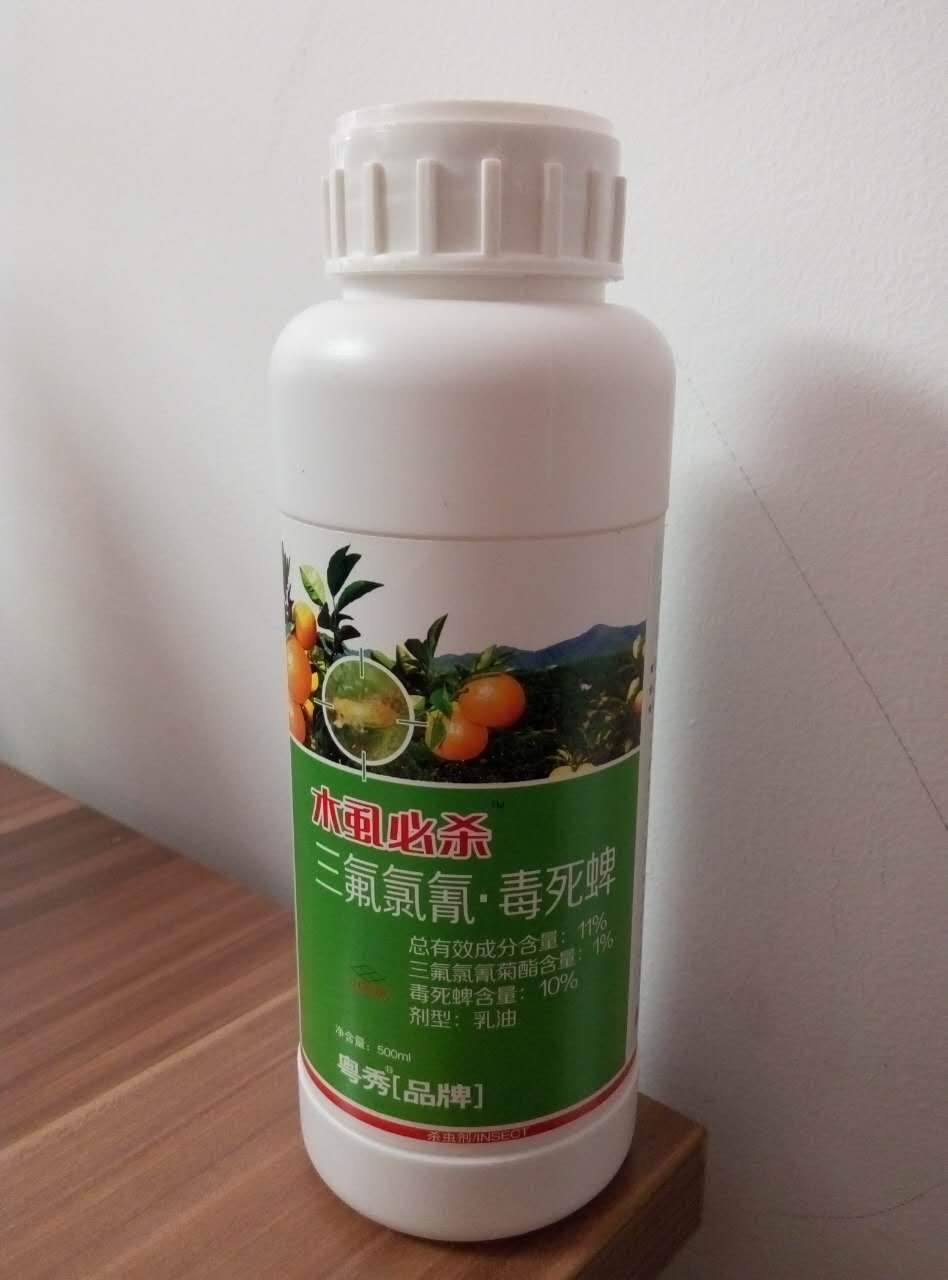 木虱必杀™
三氟氯氰·毒死蜱
总有效成分含量：11%
三氟氯氰菊酯含量：1%
毒死蜱含量：10%
剂型：乳油
净含量：500ml
粤秀®[品牌]
杀虫剂/INSECT